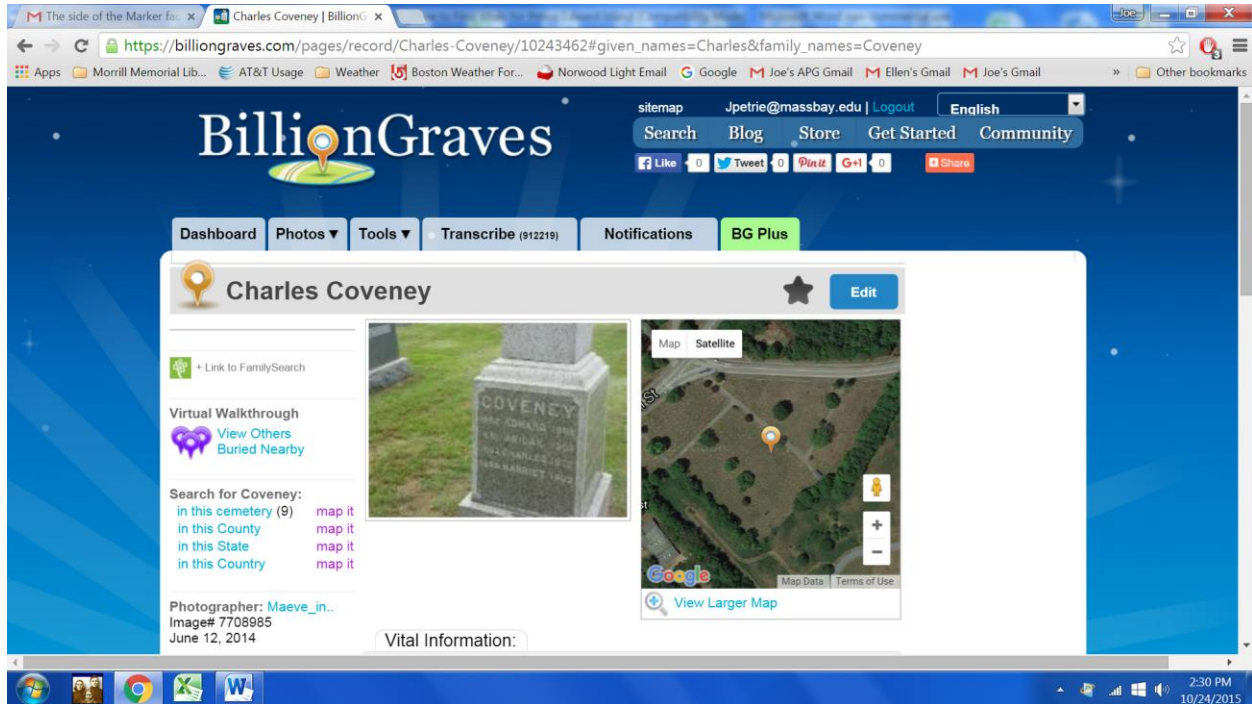 The side of the Marker fac
Charles Coveney | BillionG
Joe
https://billiongraves.com/pages/record/Charles-Coveney/10243462#given_names=Charles&family_names=Coveney
Apps Morrill Memorial Lib... AT&T Usage Weather Boston Weather For... Norwood Light Email Google Joe's APG Gmail Ellen's Gmail Joe's Gmail » Other bookmarks
BillionGraves
sitemap Jpetrie@massbay.edu | Logout English
Search Blog Store Get Started Community
Like 0 Tweet 0 Pinit G+1 0 Share
Dashboard Photos ▼ Tools ▼ Transcribe (912219) Notifications BG Plus
Charles Coveney
Edit
+ Link to FamilySearch
Virtual Walkthrough
View Others
Buried Nearby
Search for Coveney:
in this cemetery (9) map it
in this County map it
in this State map it
in this Country map it
Photographer: Maeve_in..
Image# 7708985
June 12, 2014
COVENEY
EDWARD
CHARLES
HARRIET
Map Satellite
St
st
+
−
Google
Map Data Terms of Use
View Larger Map
Vital Information:
2:30 PM
10/24/2015